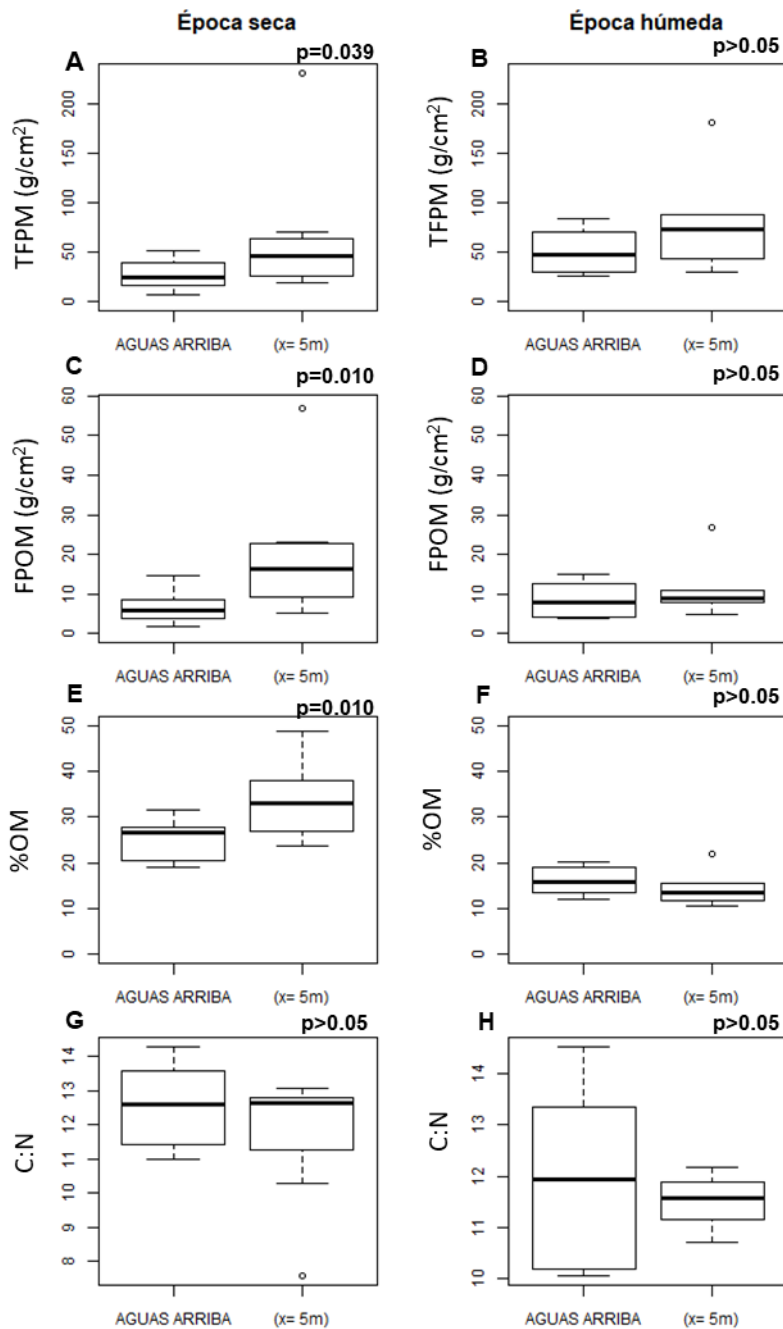 Época seca
Época húmeda
A
p=0.039
B
p>0.05
TFPM (g/cm²)
200
150
100
50
0
AGUAS ARRIBA (x= 5m)
TFPM (g/cm²)
200
150
100
50
0
AGUAS ARRIBA (x= 5m)
C
p=0.010
D
p>0.05
FPOM (g/cm²)
60
50
40
30
20
10
0
AGUAS ARRIBA (x= 5m)
FPOM (g/cm²)
60
50
40
30
20
10
0
AGUAS ARRIBA (x= 5m)
E
p=0.010
F
p>0.05
%OM
50
40
30
20
10
0
AGUAS ARRIBA (x= 5m)
%OM
50
40
30
20
10
0
AGUAS ARRIBA (x= 5m)
G
p>0.05
H
p>0.05
C:N
14
13
12
11
10
9
8
AGUAS ARRIBA (x= 5m)
C:N
14
13
12
11
10
AGUAS ARRIBA (x= 5m)